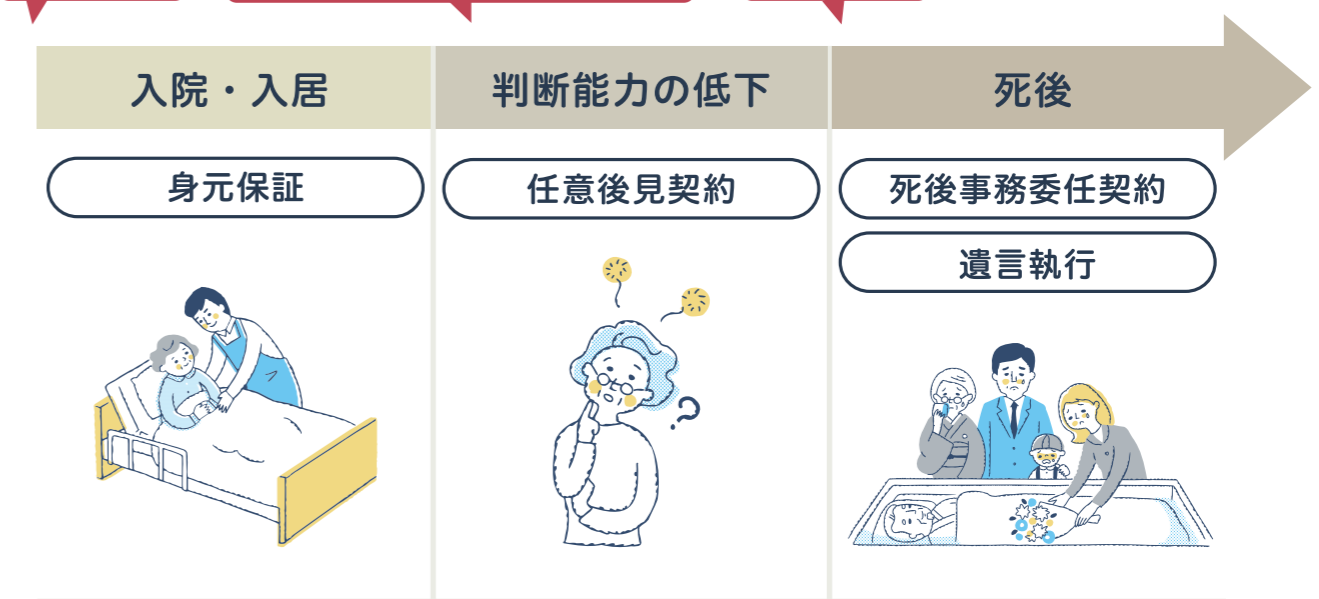 入院・入居
判断能力の低下
死後
身元保証
任意後見契約
死後事務委任契約
遺言執行
?